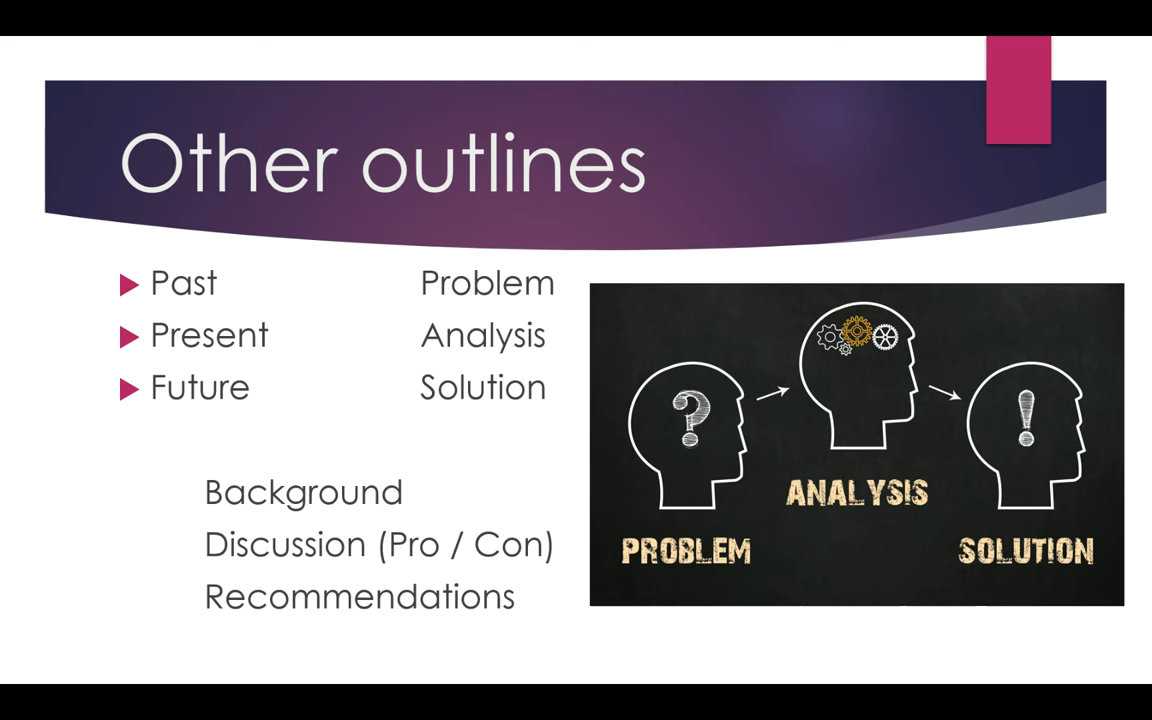 Other outlines
Past Problem
Present Analysis
Future Solution
Background
Discussion (Pro / Con)
Recommendations
?
!
ANALYSIS
PROBLEM
SOLUTION